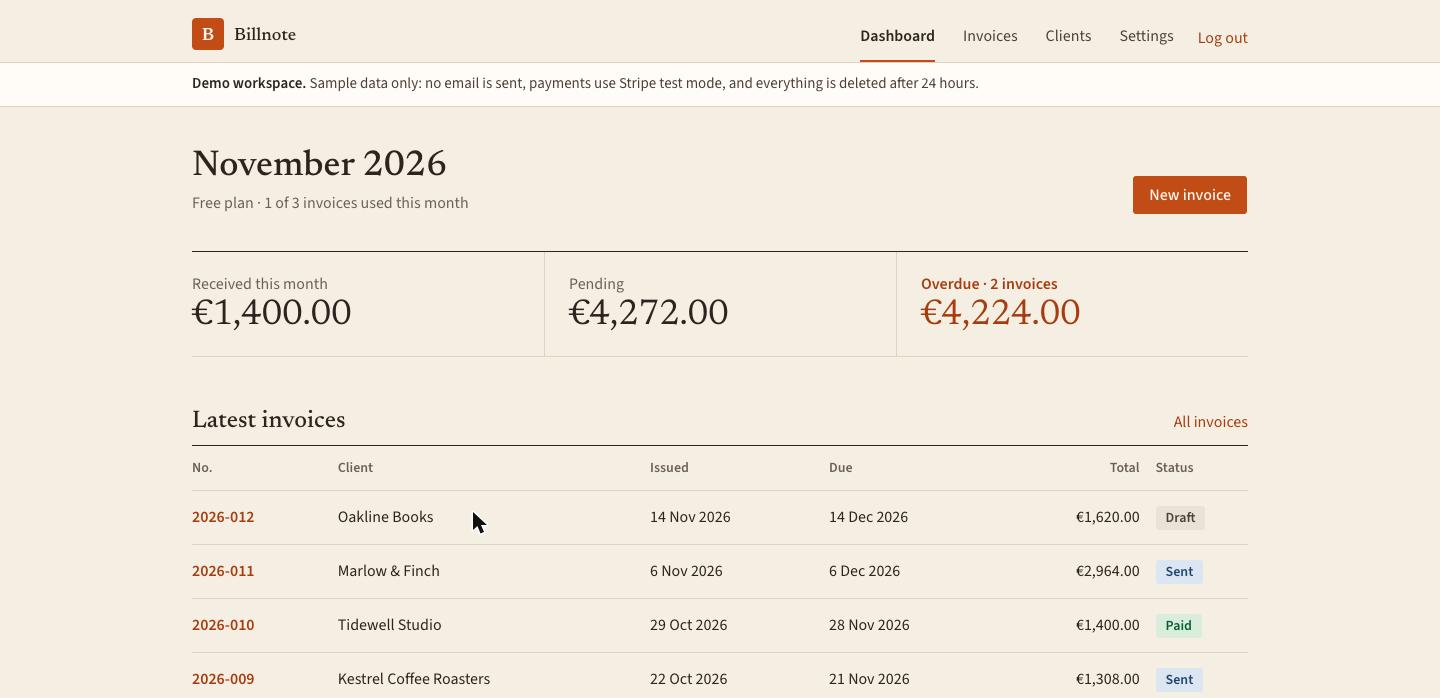 B Billnote Dashboard Invoices Clients Settings Log out
Demo workspace. Sample data only: no email is sent, payments use Stripe test mode, and everything is deleted after 24 hours.
November 2026
Free plan · 1 of 3 invoices used this month
New invoice
Received this month
€1,400.00
Pending
€4,272.00
Overdue · 2 invoices
€4,224.00
Latest invoices All invoices
No. Client Issued Due Total Status
2026-012 Oakline Books 14 Nov 2026 14 Dec 2026 €1,620.00 Draft
2026-011 Marlow & Finch 6 Nov 2026 6 Dec 2026 €2,964.00 Sent
2026-010 Tidewell Studio 29 Oct 2026 28 Nov 2026 €1,400.00 Paid
2026-009 Kestrel Coffee Roasters 22 Oct 2026 21 Nov 2026 €1,308.00 Sent